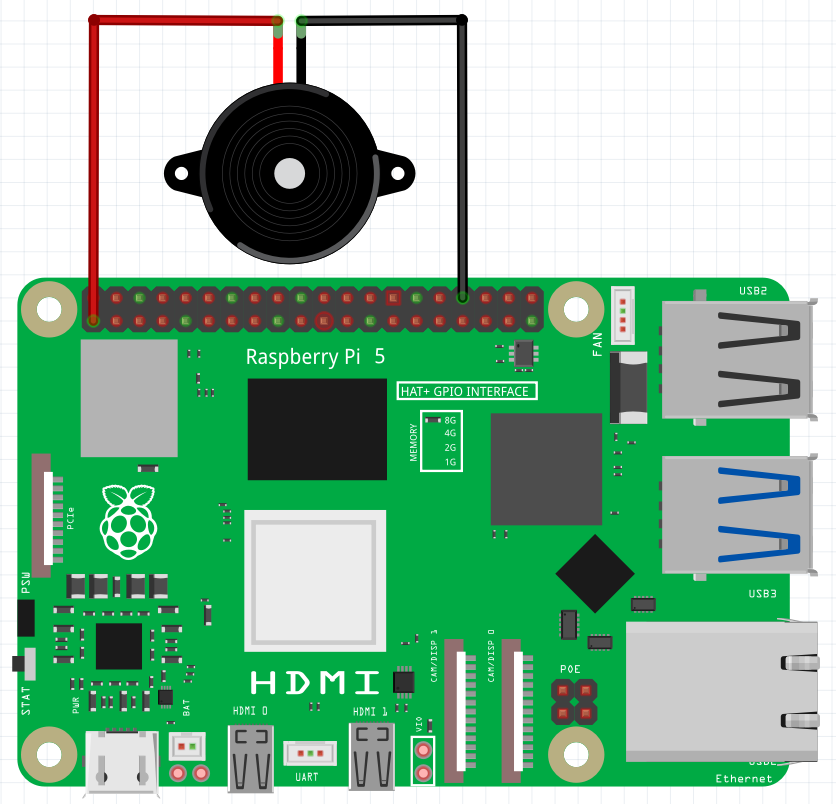 USB2
FAN
Raspberry Pi 5
HAT+ GPIO INTERFACE
MEMORY
8G
4G
2G
1G
PCIe
PSW
USB3
CAM/DISP 1
CAM/DISP 0
POE
HDMI
STAT
PWR
BAT
HDMI 0
HDMI 1
VIO
UART
Ethernet